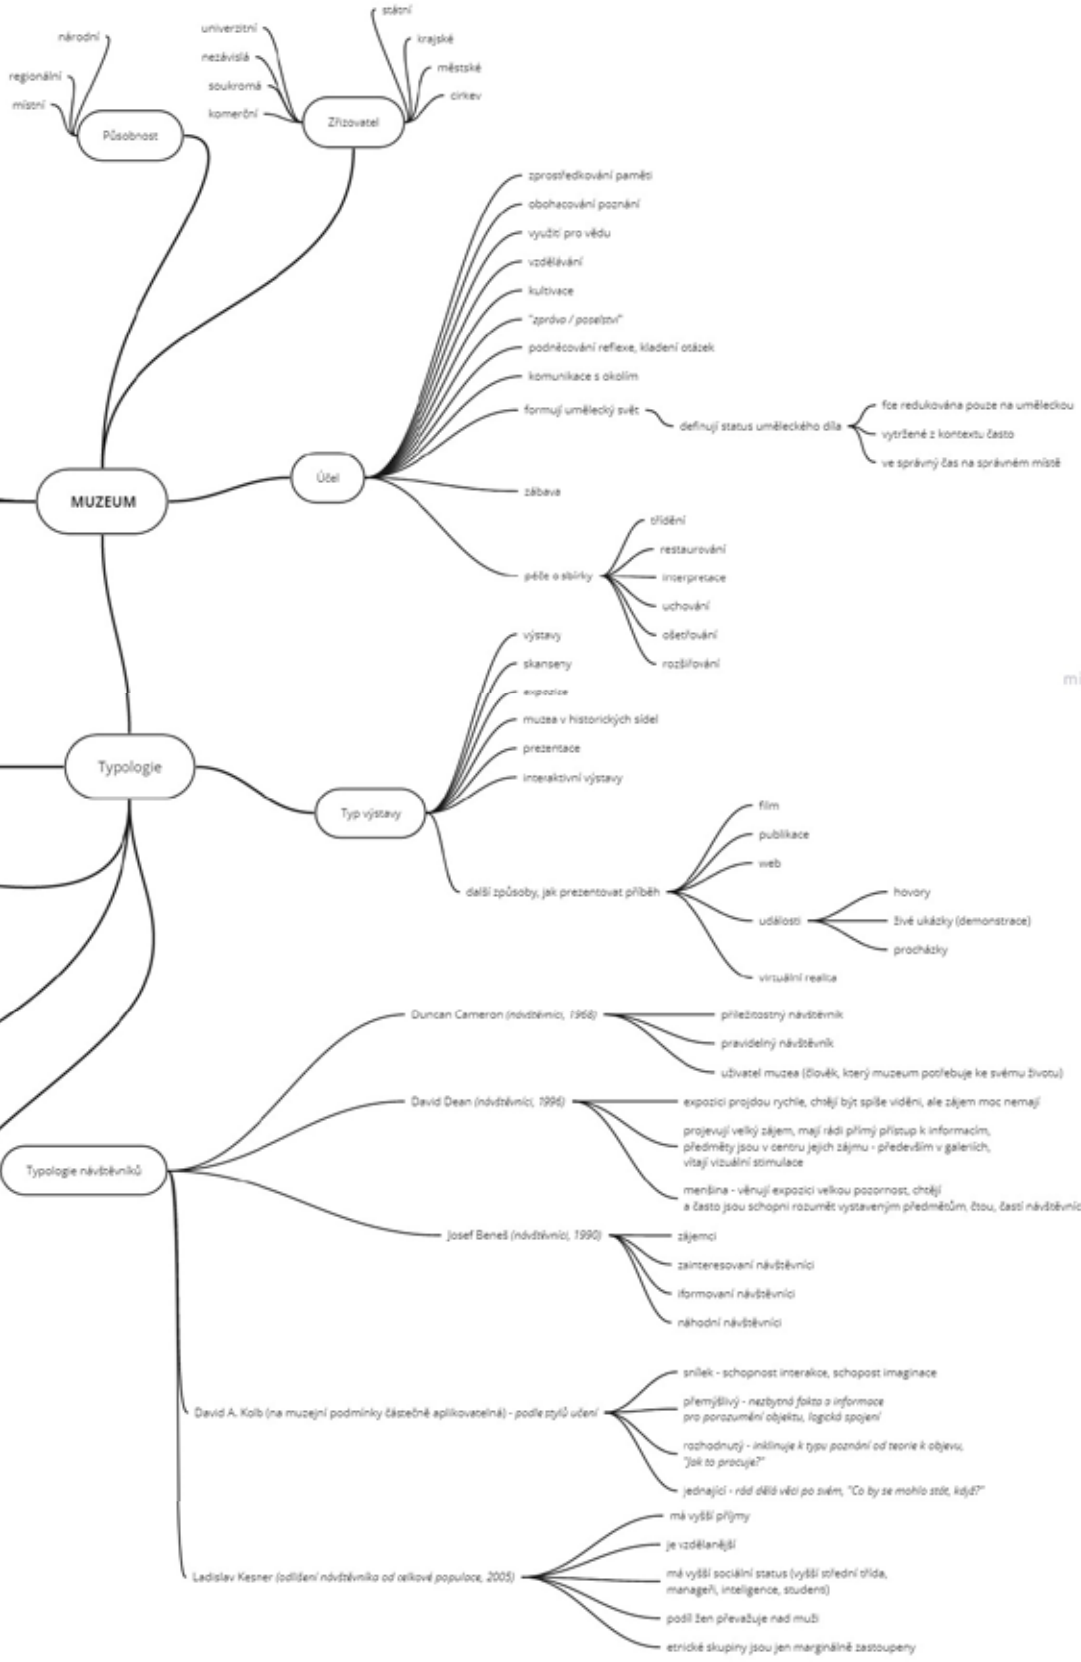 národní
regionální
místní
Působnost
univerzitní
nezávislá
soukromá
komerční
Zřizovatel
státní
krajské
městské
církev
MUZEUM
Účel
zprostředkování paměti
obohacování poznání
využití pro vědu
vzdělávání
kultivace
"zpráva / poselství"
podněcování reflexe, kladení otázek
komunikace s okolím
formují umělecký svět
definují status uměleckého díla
fce redukována pouze na uměleckou
vytržené z kontextu často
ve správný čas na správném místě
zábava
péče o sbírky
třídění
restaurování
interpretace
uchování
ošetřování
rozšiřování
mi
Typologie
Typ výstavy
výstavy
skanseny
expozice
muzea v historických sídel
prezentace
interaktivní výstavy
další způsoby, jak prezentovat příběh
film
publikace
web
události
hovory
živé ukázky (demonstrace)
procházky
virtuální realita
Typologie návštěvníků
Duncan Cameron (návštěvníci, 1968)
příležitostný návštěvník
pravidelný návštěvník
uživatel muzea (člověk, který muzeum potřebuje ke svému životu)
David Dean (návštěvníci, 1996)
expozici projdou rychle, chtějí být spíše viděni, ale zájem moc nemají
projevují velký zájem, mají rádi přímý přístup k informacím,
předměty jsou v centru jejich zájmu - především v galeriích,
vítají vizuální stimulace
menšina - věnují expozici velkou pozornost, chtějí
a často jsou schopni rozumět vystaveným předmětům, čtou, častí návštěvníc
Josef Beneš (návštěvníci, 1990)
zájemci
zainteresovaní návštěvníci
iformovaní návštěvníci
náhodní návštěvníci
David A. Kolb (na muzejní podmínky částečně aplikovatelná) - podle stylů učení
snílek - schopnost interakce, schopost imaginace
přemýšlivý - nezbytná fakta a informace
pro porozumění objektu, logická spojení
rozhodnutý - inklinuje k typu poznání od teorie k objevu,
"Jak to pracuje?"
jednající - rád dělá věci po svém, "Co by se mohlo stát, když?"
Ladislav Kesner (odlišení návštěvníka od celkové populace, 2005)
má vyšší příjmy
je vzdělanější
má vyšší sociální status (vyšší střední třída,
manageři, inteligence, studenti)
podíl žen převažuje nad muži
etnické skupiny jsou jen marginálně zastoupeny